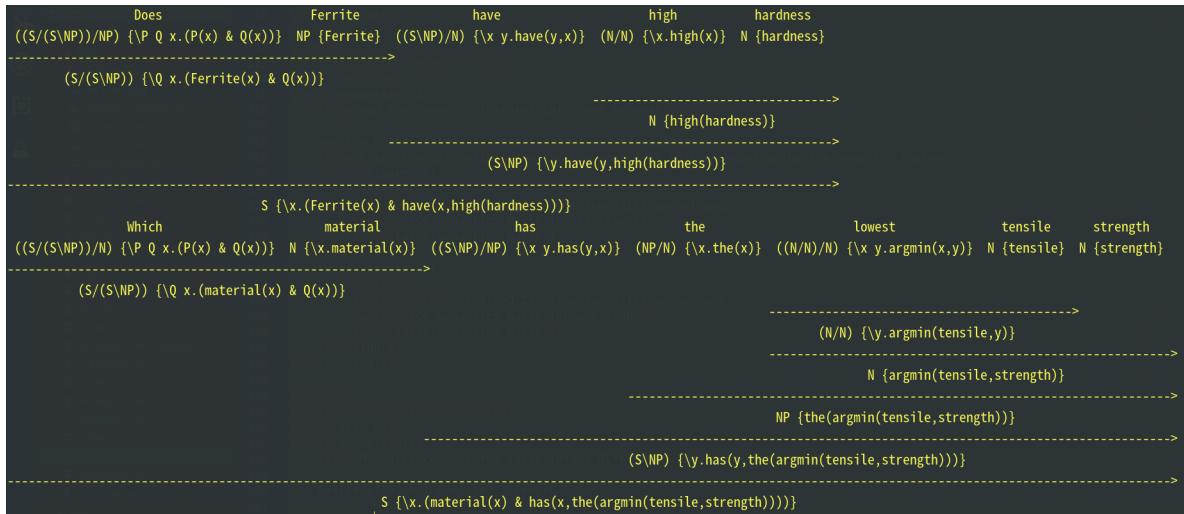 Does Ferrite have high hardness
((S/(S\NP))/NP) {\P Q x.(P(x) & Q(x))} NP {Ferrite} ((S\NP)/N) {\x y.have(y,x)} (N/N) {\x.high(x)} N {hardness}
------------------------------------------------>
(S/(S\NP)) {\Q x.(Ferrite(x) & Q(x))}
------------------------------>
N {high(hardness)}
--------------------------------------------------------->
(S\NP) {\y.have(y,high(hardness))}
--------------------------------------------------------------------------------------------------------->
S {\x.(Ferrite(x) & have(x,high(hardness)))}
Which material has the lowest tensile strength
((S/(S\NP))/N) {\P Q x.(P(x) & Q(x))} N {\x.material(x)} ((S\NP)/NP) {\x y.has(y,x)} (NP/N) {\x.the(x)} ((N/N)/N) {\x y.argmin(x,y)} N {tensile} N {strength}
----------------------------------------------------->
(S/(S\NP)) {\Q x.(material(x) & Q(x))}
--------------------------------------->
(N/N) {\y.argmin(tensile,y)}
---------------------------------------------------->
N {argmin(tensile,strength)}
---------------------------------------------------------------------->
NP {the(argmin(tensile,strength))}
------------------------------------------------------------------------------------------------>
(S\NP) {\y.has(y,the(argmin(tensile,strength)))}
----------------------------------------------------------------------------------------------------------------------------------------------------->
S {\x.(material(x) & has(x,the(argmin(tensile,strength))))}